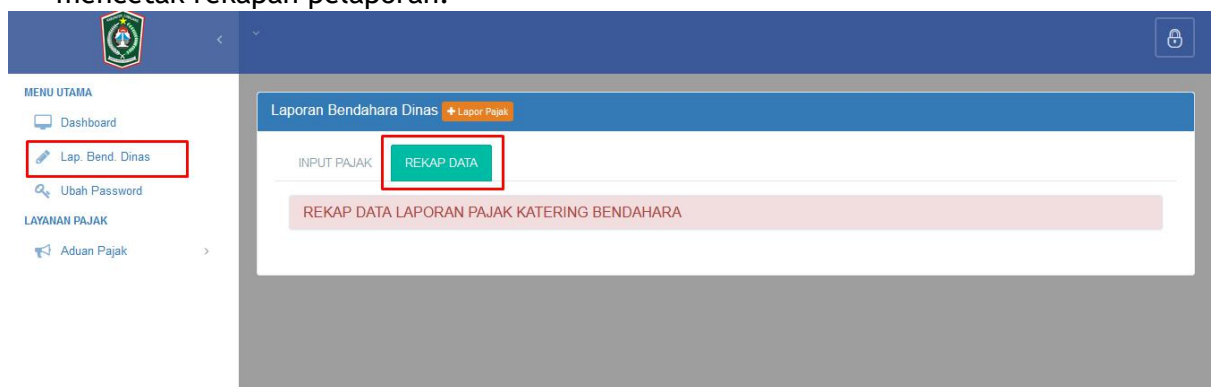 mencetak rekapan pelaporan.
MENU UTAMA
Dashboard
Lap. Bend. Dinas
Ubah Password
LAYANAN PAJAK
Aduan Pajak
Laporan Bendahara Dinas + Lapor Pajak
INPUT PAJAK REKAP DATA
REKAP DATA LAPORAN PAJAK KATERING BENDAHARA